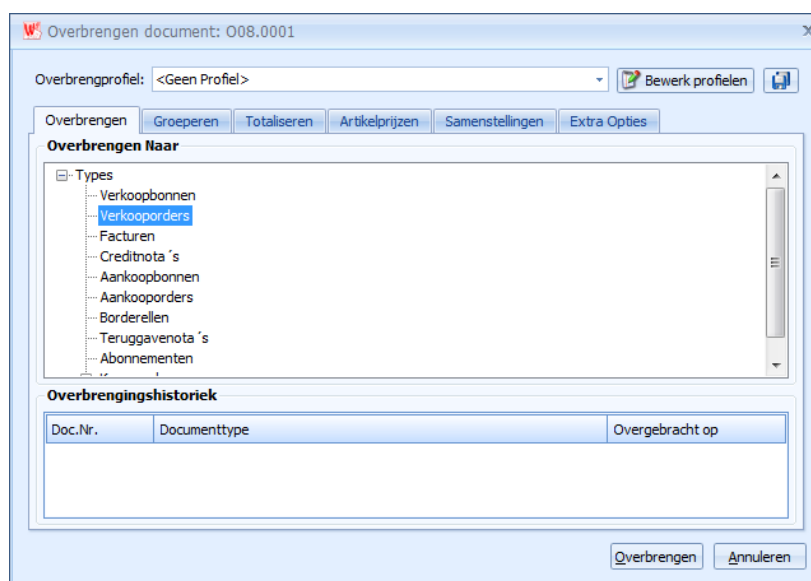 Overbrengen document: O08.0001
Overbrengprofiel: <Geen Profiel> Bewerk profielen
Overbrengen Groeperen Totaliseren Artikelprijzen Samenstellingen Extra Opties
Overbrengen Naar
Types
Verkoopbonnen
Verkooporders
Facturen
Creditnota´s
Aankoopbonnen
Aankooporders
Borderellen
Teruggavenota´s
Abonnementen
Overbrengingshistoriek
Doc.Nr. Documenttype Overgebracht op
Overbrengen Annuleren